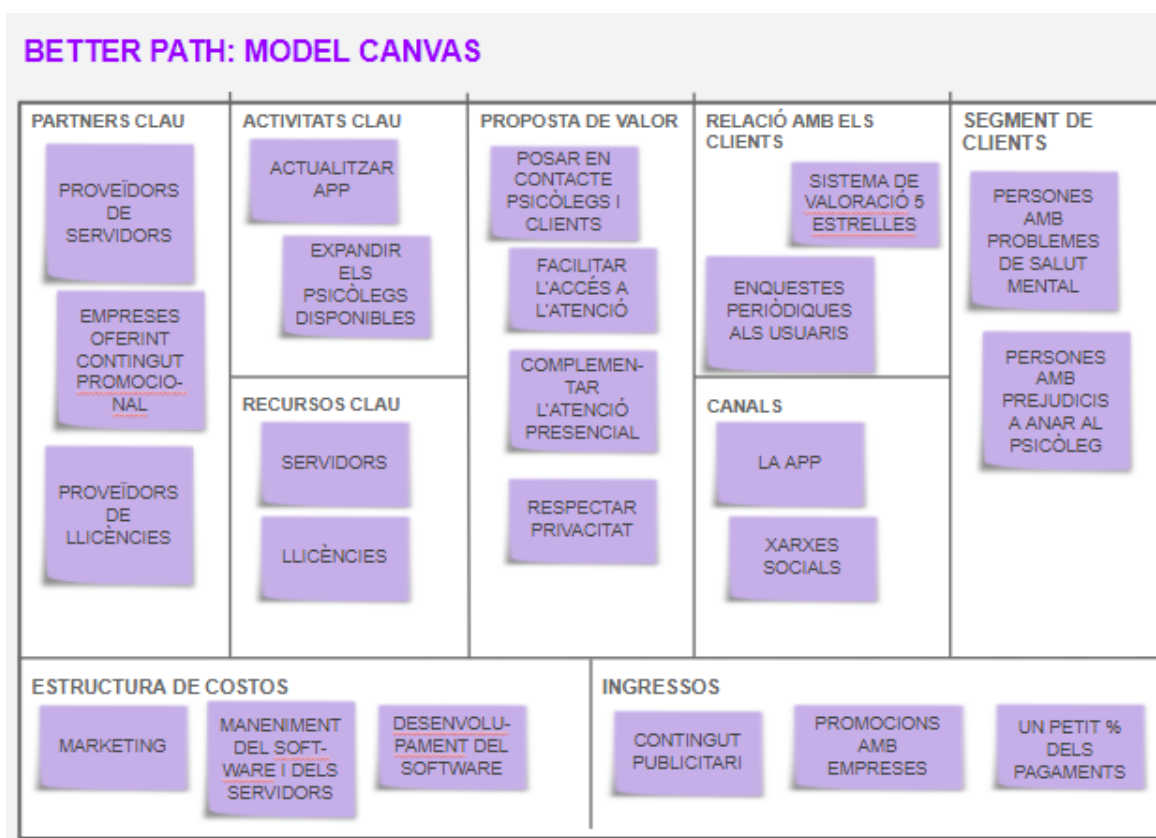 BETTER PATH: MODEL CANVAS
PARTNERS CLAU
PROVEÏDORS
DE
SERVIDORS
EMPRESES
OFERINT
CONTINGUT
PROMOCIO-
NAL
PROVEÏDORS
DE
LLICÈNCIES
ACTIVITATS CLAU
ACTUALITZAR
APP
EXPANDIR
ELS
PSICÒLEGS
DISPONIBLES
RECURSOS CLAU
SERVIDORS
LLICÈNCIES
PROPOSTA DE VALOR
POSAR EN
CONTACTE
PSICÒLEGS I
CLIENTS
FACILITAR
L'ACCÉS A
L'ATENCIÓ
COMPLEMEN-
TAR
L'ATENCIÓ
PRESENCIAL
RESPECTAR
PRIVACITAT
RELACIÓ AMB ELS
CLIENTS
SISTEMA DE
VALORACIÓ 5
ESTRELLES
ENQUESTES
PERIÒDIQUES
ALS USUARIS
CANALS
LA APP
XARXES
SOCIALS
SEGMENT DE
CLIENTS
PERSONES
AMB
PROBLEMES
DE SALUT
MENTAL
PERSONES
AMB
PREJUDICIS
A ANAR AL
PSICÒLEG
ESTRUCTURA DE COSTOS
MARKETING
MANENIMENT
DEL SOFT-
WARE I DELS
SERVIDORS
DESENVOLU-
PAMENT DEL
SOFTWARE
INGRESSOS
CONTINGUT
PUBLICITARI
PROMOCIONS
AMB
EMPRESES
UN PETIT %
DELS
PAGAMENTS